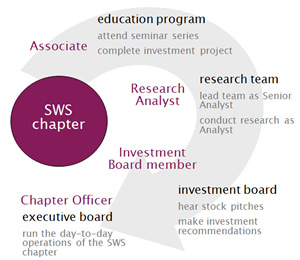 education program
Associate
attend seminar series
complete investment project
research team
Research
Analyst
lead team as Senior
Analyst
conduct research as
Analyst
SWS
chapter
Investment
Board member
investment board
hear stock pitches
make investment
recommendations
Chapter Officer
executive board
run the day-to-day
operations of the SWS
chapter